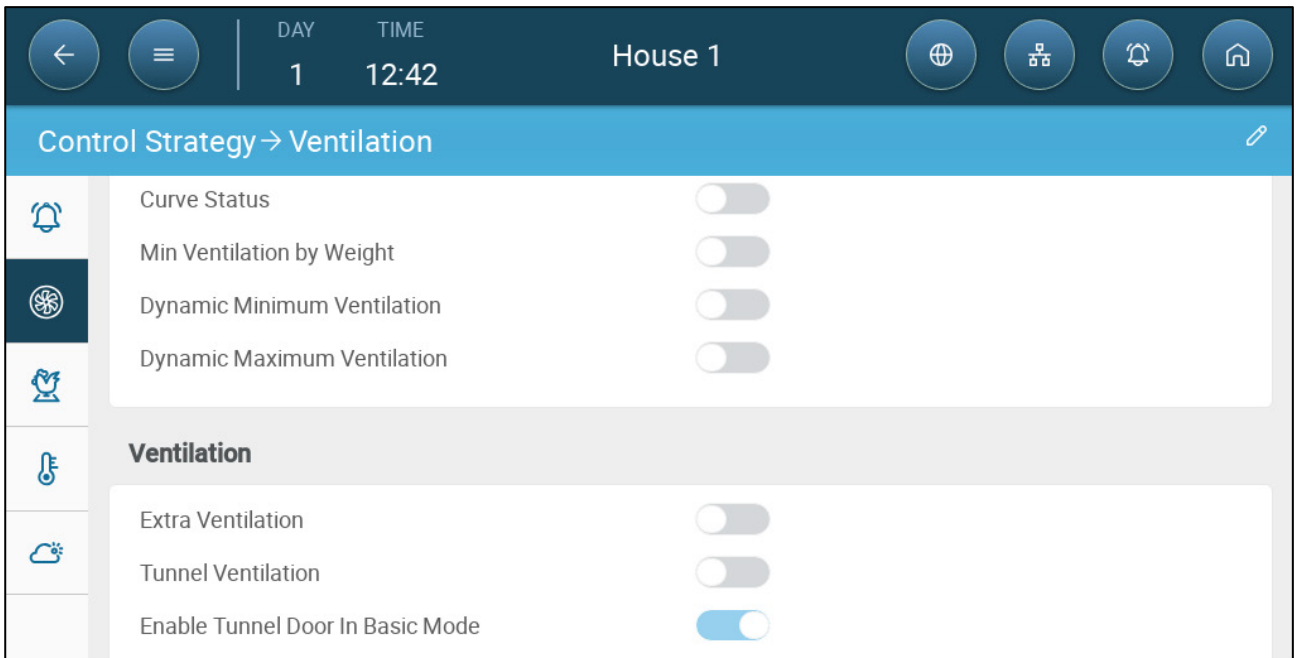 DAY TIME
1 12:42 House 1
Control Strategy → Ventilation
Curve Status
Min Ventilation by Weight
Dynamic Minimum Ventilation
Dynamic Maximum Ventilation
Ventilation
Extra Ventilation
Tunnel Ventilation
Enable Tunnel Door In Basic Mode